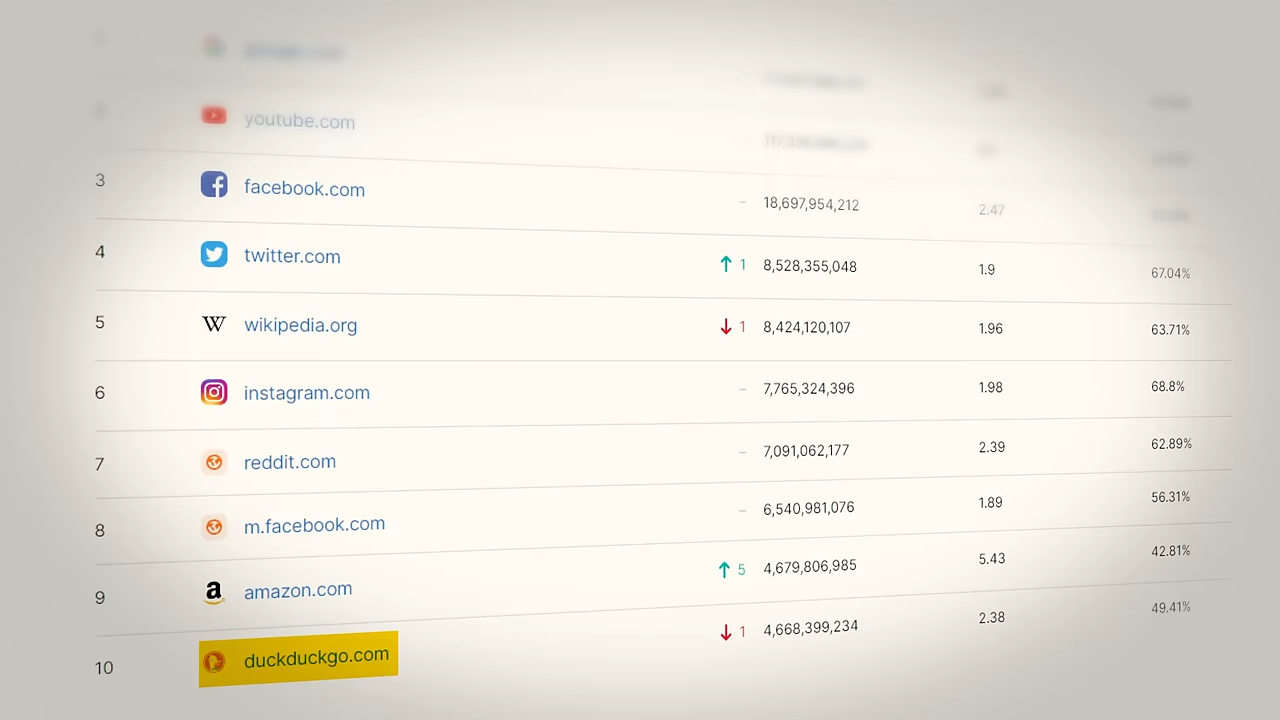 youtube.com
3 facebook.com – 18,697,954,212 2.47
4 twitter.com ↑ 1 8,528,355,048 1.9 67.04%
5 W wikipedia.org ↓ 1 8,424,120,107 1.96 63.71%
6 instagram.com – 7,765,324,396 1.98 68.8%
7 reddit.com – 7,091,062,177 2.39 62.89%
8 m.facebook.com – 6,540,981,076 1.89 56.31%
9 amazon.com ↑ 5 4,679,806,985 5.43 42.81%
10 duckduckgo.com ↓ 1 4,668,399,234 2.38 49.41%